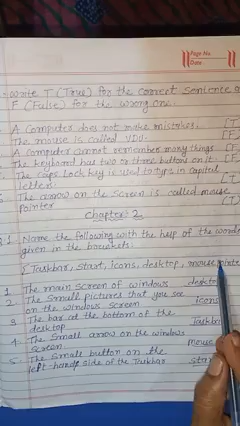 Page No.
Date
Write T (True) for the correct sentence
F (False) for the wrong one.
A computer does not make mistakes. [T
The mouse is called VDU. [F
A computer cannot remember many things [F
The keyboard has two or three buttons on it. [F
The caps Lock key is used to type in capital
letters. [T
The arrow on the screen is called mouse
pointer (T)
Chapter 2
Q.1. Name the following with the help of the words
given in the brackets:
[Taskbar, start, icons, desktop, mouse pointer
1 The main screen of windows deskto
2. The small pictures that you see
on the windows screen icons
3 The bar at the bottom of the
desktop Taskba
4. The small arrow on the windows
screen. mouse
5. The small button on the
left-hand side of the Taskbar star